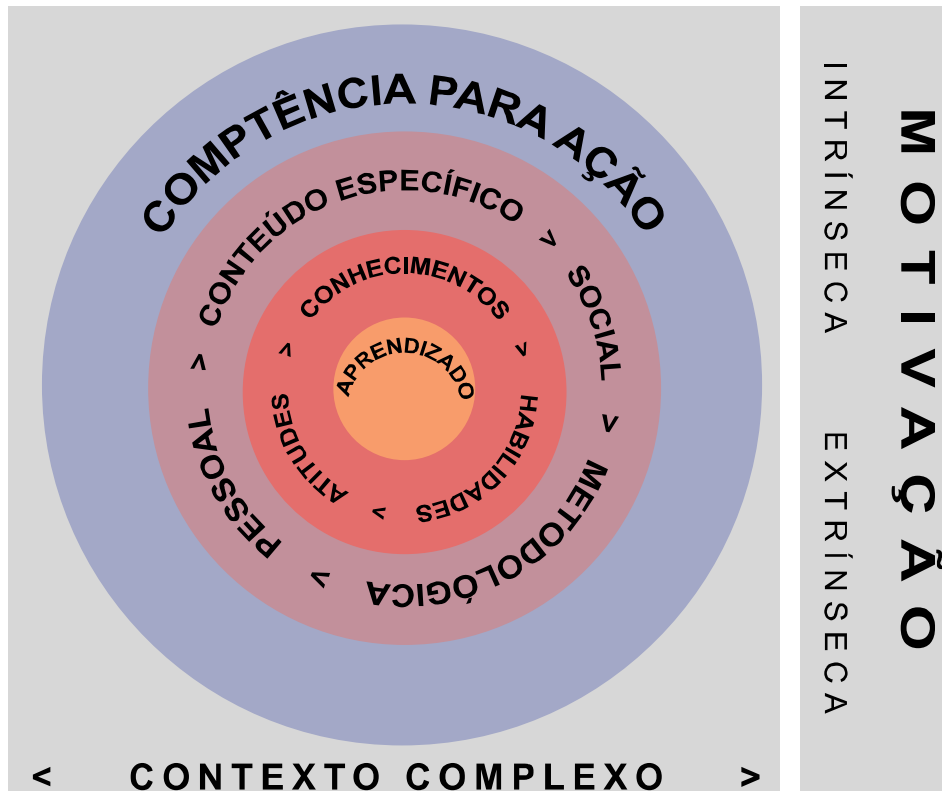 COMPTÊNCIA PARA AÇÃO
CONTEÚDO ESPECÍFICO > SOCIAL > METODOLÓGICA > PESSOAL >
CONHECIMENTOS > HABILIDADES > ATITUDES >
APRENDIZADO
< CONTEXTO COMPLEXO >
MOTIVAÇÃO
INTRÍNSECA EXTRÍNSECA